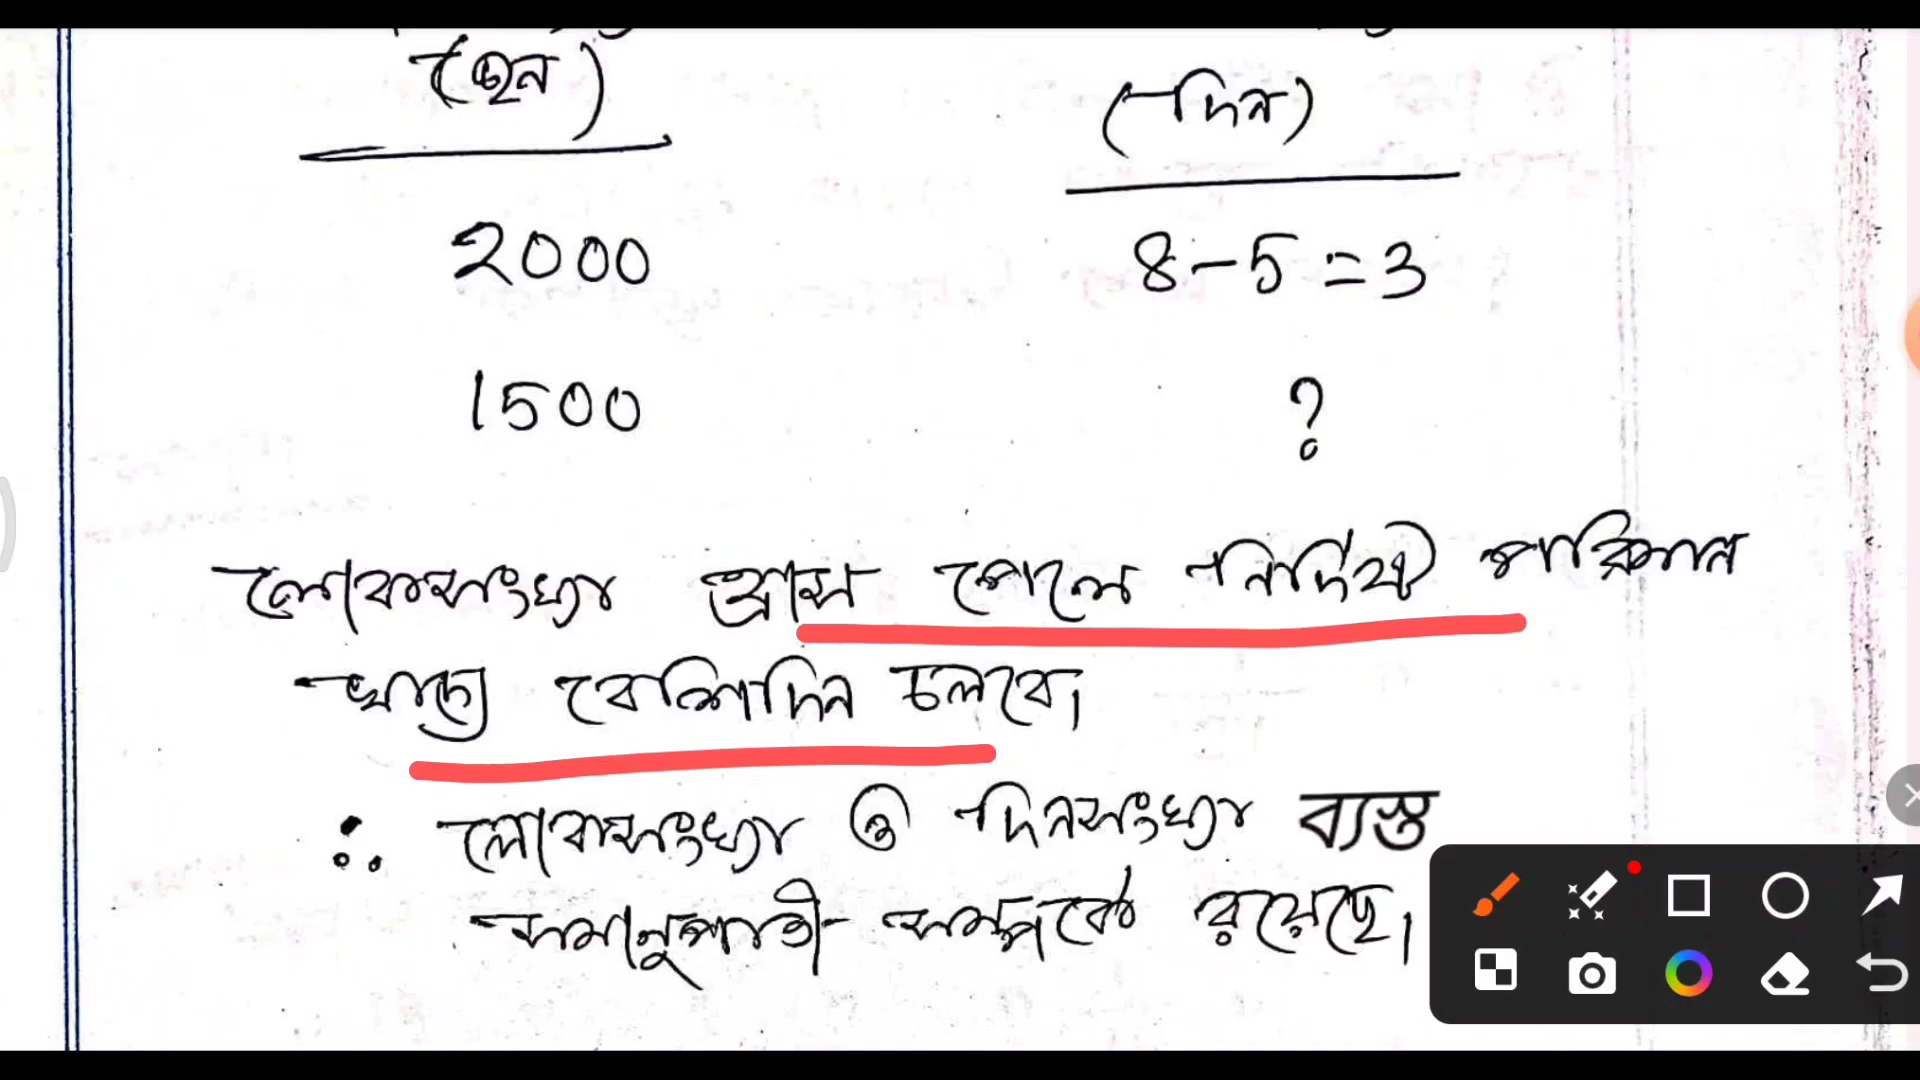 (জন) (দিন)
2000 8-5=3
1500 ?
লোকসংখ্যা হ্রাস পেলে নির্দিষ্ট পরিমান
খাদ্যে বেশিদিন চলবে।
∴ লোকসংখ্যা ও দিনসংখ্যা ব্যস্ত
সমানুপাতী সম্পর্কে রয়েছে।